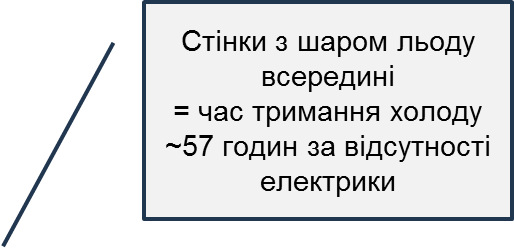 Стінки з шаром льоду
всередині
= час тримання холоду
~57 годин за відсутності
електрики